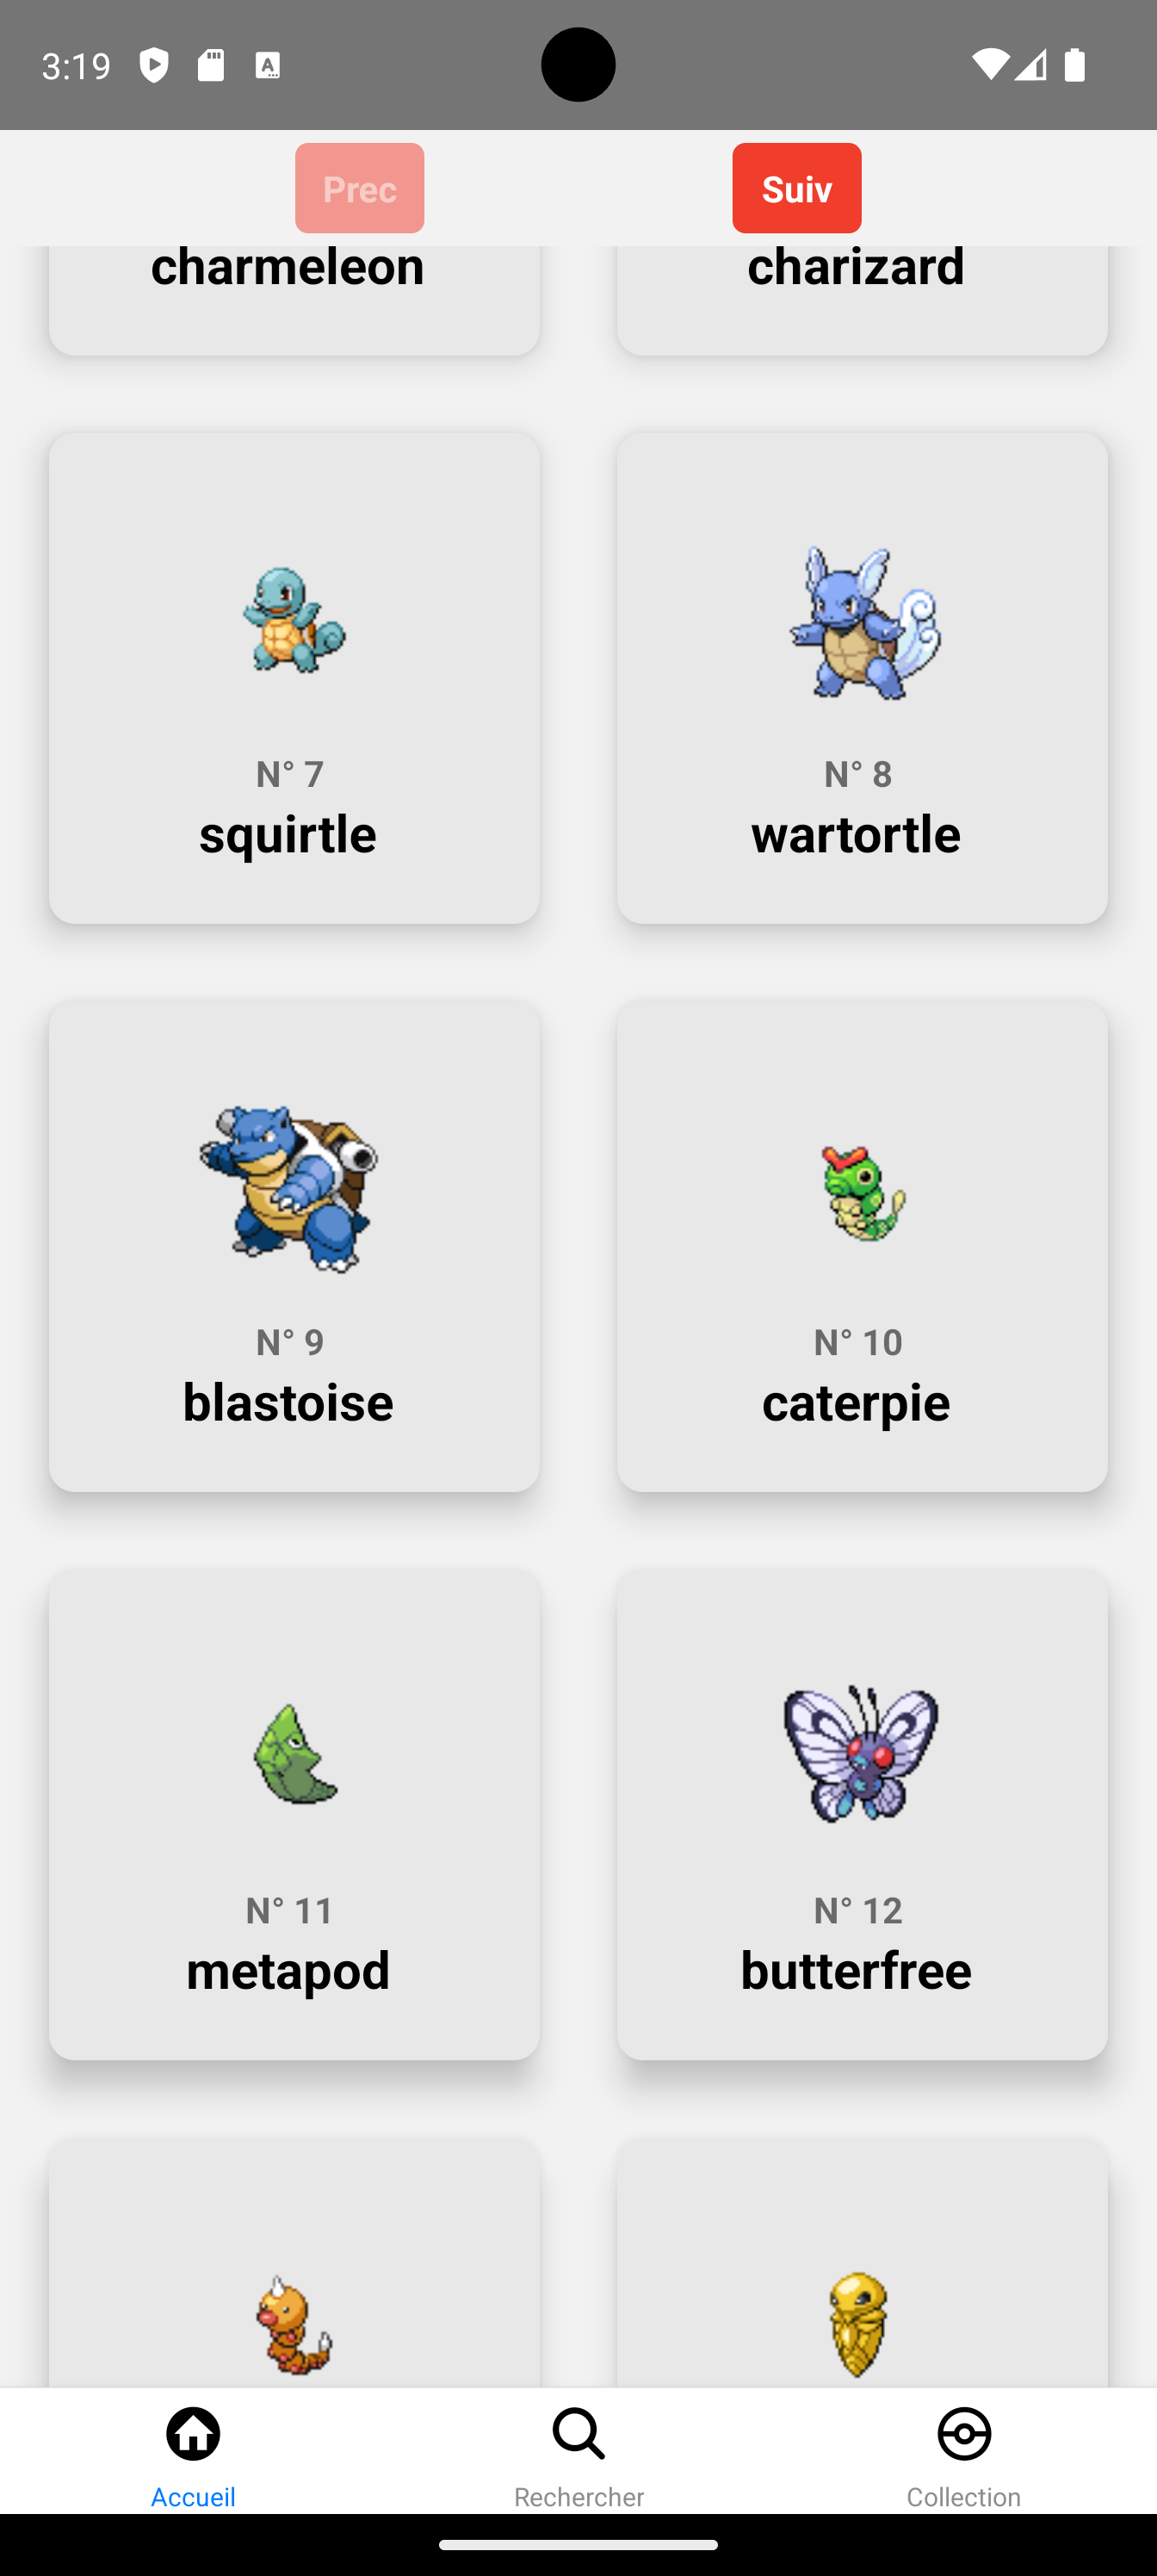 3:19
Prec
Suiv
charmeleon
charizard
N° 7
squirtle
N° 8
wartortle
N° 9
blastoise
N° 10
caterpie
N° 11
metapod
N° 12
butterfree
Accueil
Rechercher
Collection